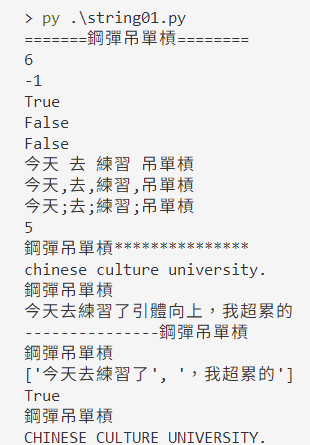 > py .\string01.py
=======鋼彈吊單槓========
6
-1
True
False
False
今天 去 練習 吊單槓
今天,去,練習,吊單槓
今天;去;練習;吊單槓
5
鋼彈吊單槓***************
chinese culture university.
鋼彈吊單槓
今天去練習了引體向上，我超累的
---------------鋼彈吊單槓
鋼彈吊單槓
['今天去練習了', '，我超累的']
True
鋼彈吊單槓
CHINESE CULTURE UNIVERSITY.